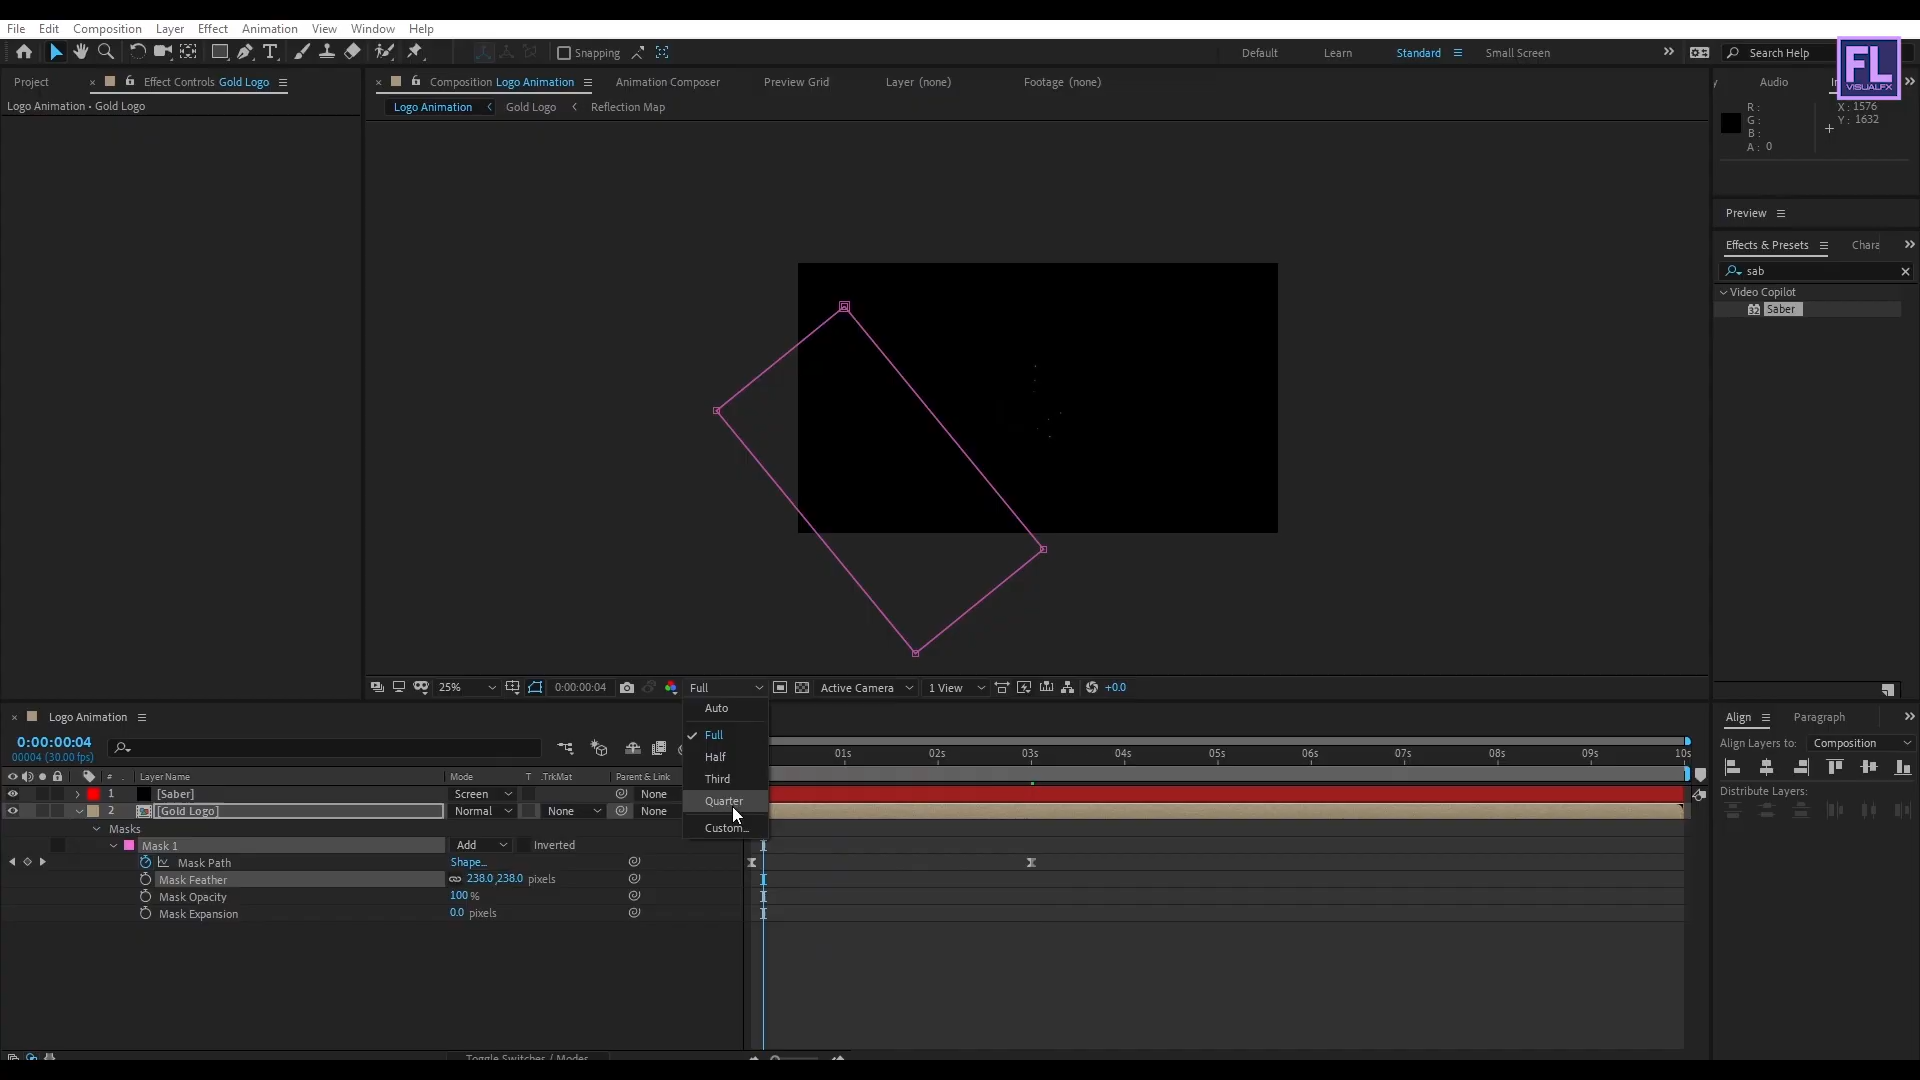 File Edit Composition Layer Effect Animation View Window Help
Snapping Default Learn Standard Small Screen Search Help
FL
VISUALFX
Project Effect Controls Gold Logo
Composition Logo Animation Animation Composer Preview Grid Layer (none) Footage (none)
Audio
Logo Animation • Gold Logo
Logo Animation Gold Logo Reflection Map
R :
G :
B :
A : 0
X : 1576
Y : 1632
Preview
Effects & Presets Chara
sab
Video Copilot
32 Saber
25% 0:00:00:04 Full Active Camera 1 View +0.0
Auto
Full
Half
Third
Quarter
Custom...
Logo Animation
0:00:00:04
00004 (30.00 fps)
01s 02s 03s 04s 05s 06s 07s 08s 09s 10s
# Layer Name Mode T .TrkMat Parent & Link
1 [Saber] Screen None
2 [Gold Logo] Normal None None
Masks
Mask 1 Add Inverted
Mask Path Shape...
Mask Feather 238.0,238.0 pixels
Mask Opacity 100 %
Mask Expansion 0.0 pixels
Toggle Switches / Modes
Align Paragraph
Align Layers to: Composition
Distribute Layers: